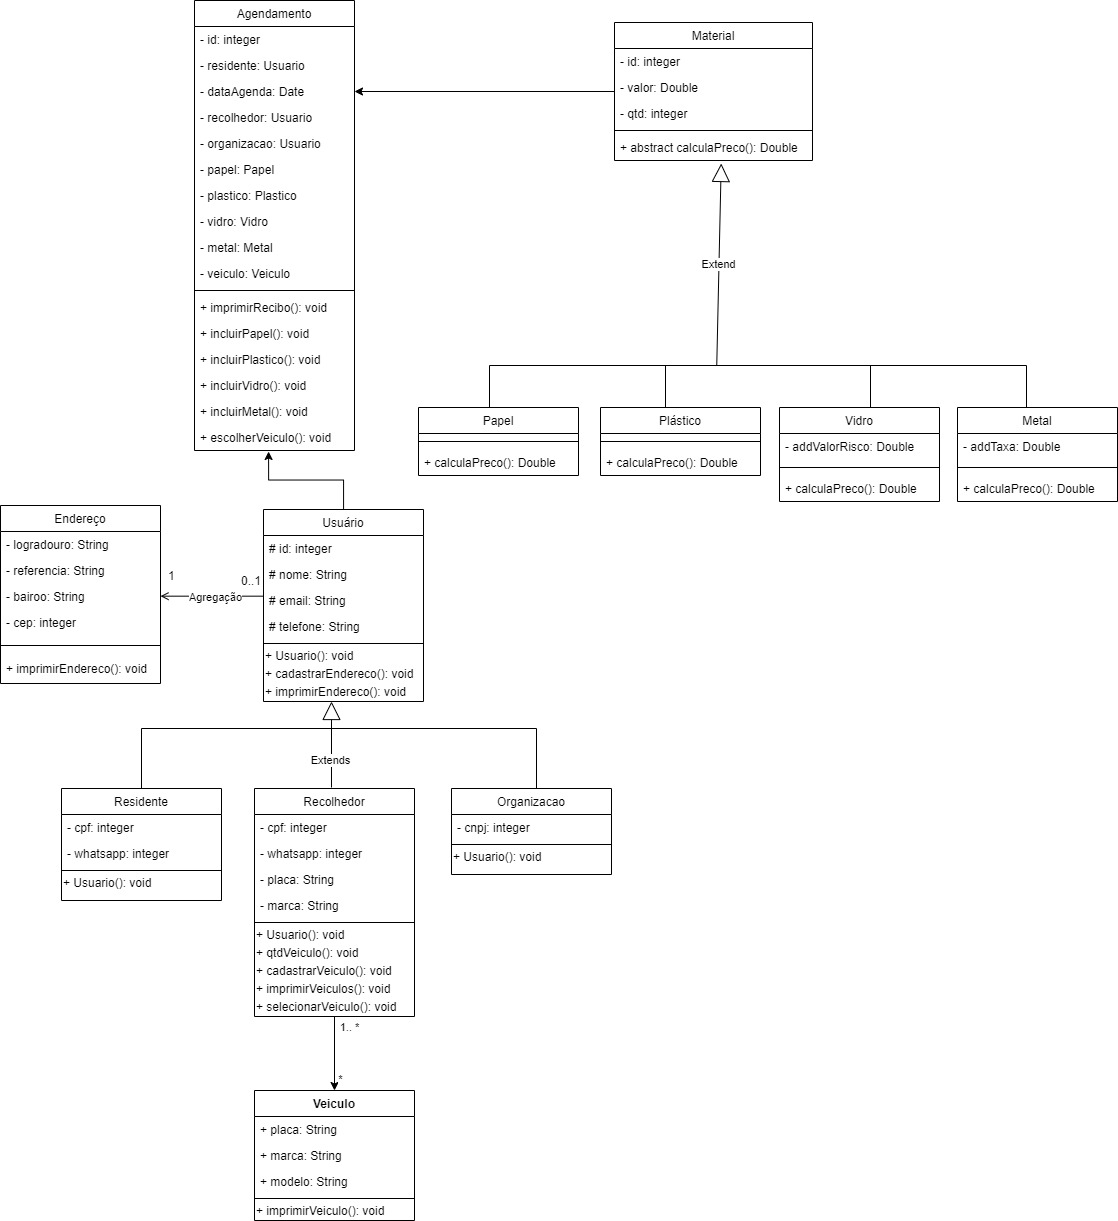 Agendamento
- id: integer
- residente: Usuario
- dataAgenda: Date
- recolhedor: Usuario
- organizacao: Usuario
- papel: Papel
- plastico: Plastico
- vidro: Vidro
- metal: Metal
- veiculo: Veiculo
+ imprimirRecibo(): void
+ incluirPapel(): void
+ incluirPlastico(): void
+ incluirVidro(): void
+ incluirMetal(): void
+ escolherVeiculo(): void
Material
- id: integer
- valor: Double
- qtd: integer
+ abstract calculaPreco(): Double
Extend
Papel
+ calculaPreco(): Double
Plástico
+ calculaPreco(): Double
Vidro
- addValorRisco: Double
+ calculaPreco(): Double
Metal
- addTaxa: Double
+ calculaPreco(): Double
Endereço
- logradouro: String
- referencia: String
- bairoo: String
- cep: integer
+ imprimirEndereco(): void
1
Agregação
0..1
Usuário
# id: integer
# nome: String
# email: String
# telefone: String
+ Usuario(): void
+ cadastrarEndereco(): void
+ imprimirEndereco(): void
Extends
Residente
- cpf: integer
- whatsapp: integer
+ Usuario(): void
Recolhedor
- cpf: integer
- whatsapp: integer
- placa: String
- marca: String
+ Usuario(): void
+ qtdVeiculo(): void
+ cadastrarVeiculo(): void
+ imprimirVeiculos(): void
+ selecionarVeiculo(): void
Organizacao
- cnpj: integer
+ Usuario(): void
1.. *
*
Veiculo
+ placa: String
+ marca: String
+ modelo: String
+ imprimirVeiculo(): void